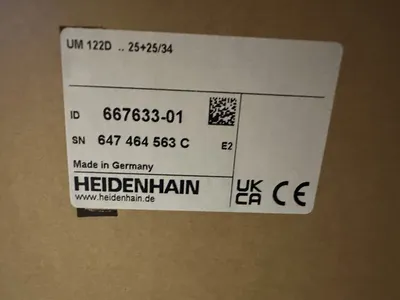 UM 122D .. 25+25/34
ID 667633-01
SN 647 464 563 C E2
Made in Germany
HEIDENHAIN
www.heidenhain.de
UK
CA CE